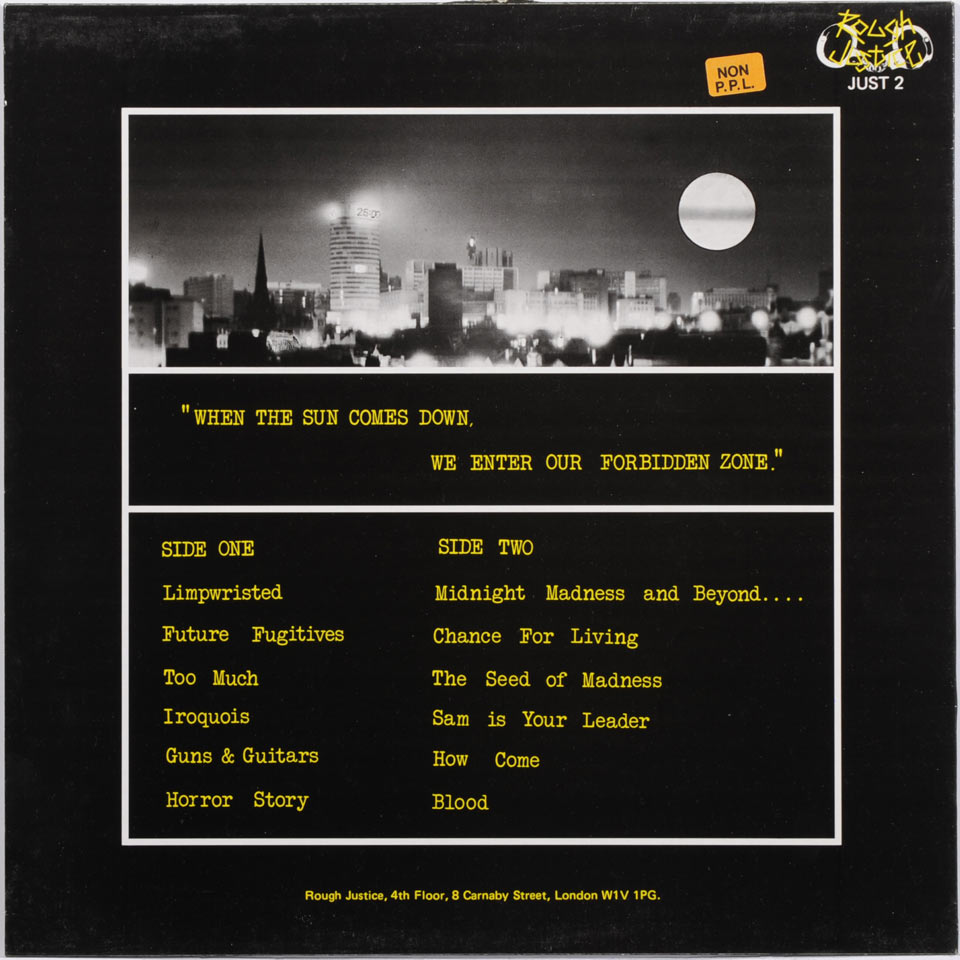 Rough
Justice
JUST 2
NON
P.P.L.
"WHEN THE SUN COMES DOWN,
WE ENTER OUR FORBIDDEN ZONE."
SIDE ONE
Limpwristed
Future Fugitives
Too Much
Iroquois
Guns & Guitars
Horror Story
SIDE TWO
Midnight Madness and Beyond....
Chance For Living
The Seed of Madness
Sam is Your Leader
How Come
Blood
Rough Justice, 4th Floor, 8 Carnaby Street, London W1V 1PG.